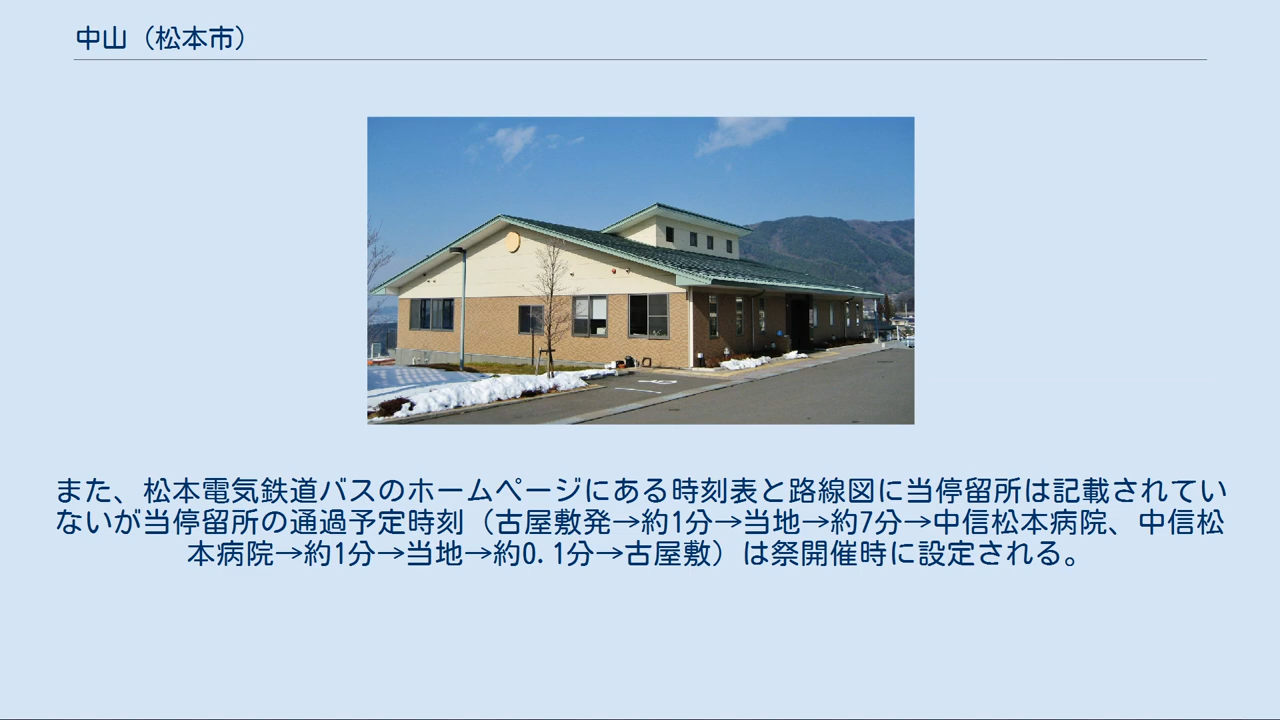 中山（松本市）
また、松本電気鉄道バスのホームページにある時刻表と路線図に当停留所は記載されてい
ないが当停留所の通過予定時刻（古屋敷発→約1分→当地→約7分→中信松本病院、中信松
本病院→約1分→当地→約0.1分→古屋敷）は祭開催時に設定される。